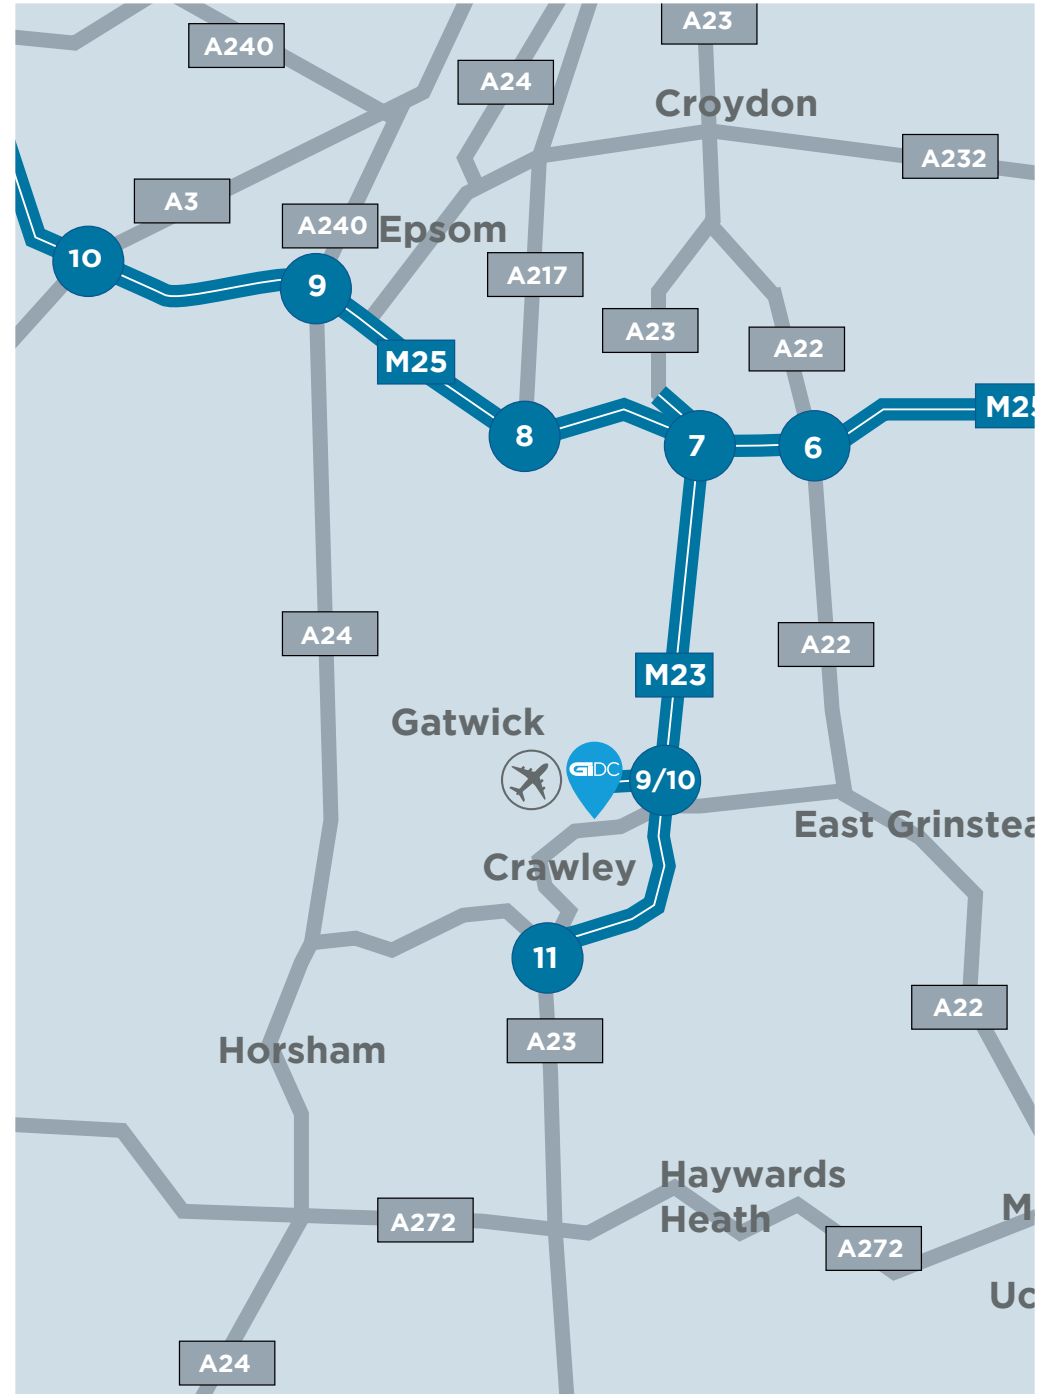 A23
A240
A24
Croydon
A232
A3
A240
Epsom
10
A217
9
A23
A22
M25
M25
8
7
6
A24
A22
M23
Gatwick
GIDC
9/10
East Grinstea
Crawley
11
A22
Horsham
A23
Haywards
Heath
M
A272
A272
Uc
A24